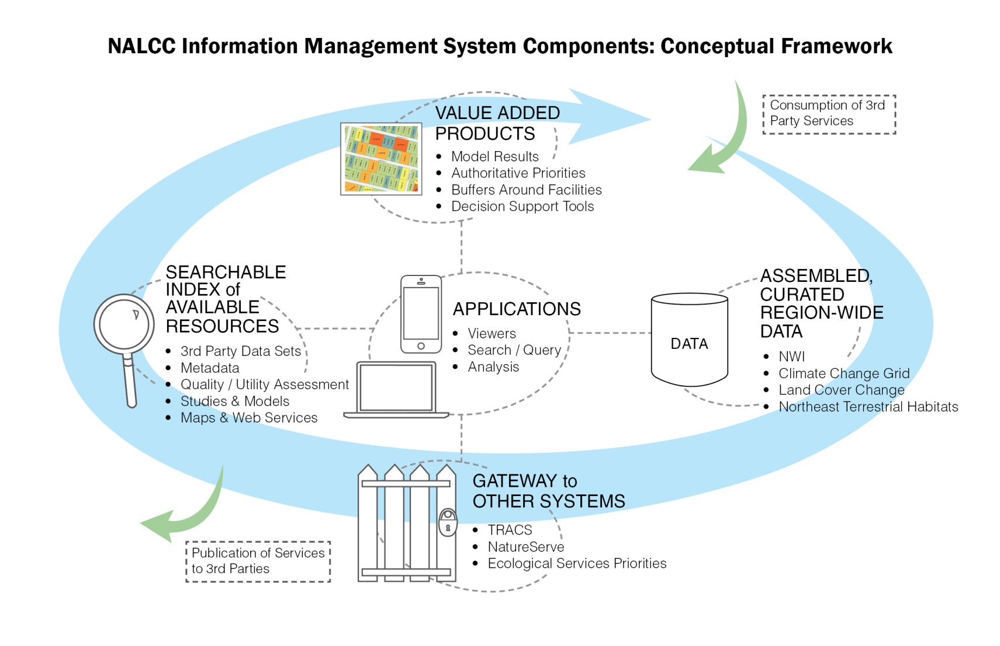 NALCC Information Management System Components: Conceptual Framework
Consumption of 3rd
Party Services
VALUE ADDED
PRODUCTS
• Model Results
• Authoritative Priorities
• Buffers Around Facilities
• Decision Support Tools
SEARCHABLE
INDEX of
AVAILABLE
RESOURCES
• 3rd Party Data Sets
• Metadata
• Quality / Utility Assessment
• Studies & Models
• Maps & Web Services
APPLICATIONS
• Viewers
• Search / Query
• Analysis
DATA
ASSEMBLED,
CURATED
REGION-WIDE
DATA
• NWI
• Climate Change Grid
• Land Cover Change
• Northeast Terrestrial Habitats
GATEWAY to
OTHER SYSTEMS
• TRACS
• NatureServe
• Ecological Services Priorities
Publication of Services
to 3rd Parties